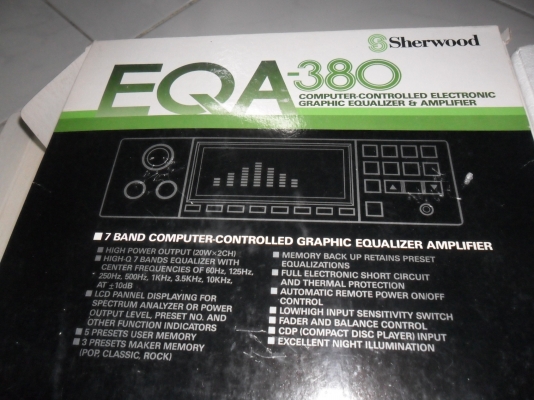 Sherwood
EQA-380
COMPUTER-CONTROLLED ELECTRONIC
GRAPHIC EQUALIZER & AMPLIFIER
Sherwood
7 BAND COMPUTER-CONTROLLED GRAPHIC EQUALIZER AMPLIFIER
HIGH POWER OUTPUT (20W×2CH)
HIGH-Q 7 BANDS EQUALIZER WITH
CENTER FREQUENCIES OF 60Hz, 125Hz,
250Hz, 500Hz, 1KHz, 3.5KHz, 10KHz,
AT ±10dB
LCD PANNEL DISPLAYING FOR
SPECTRUM ANALYZER OR POWER
OUTPUT LEVEL, PRESET NO. AND
OTHER FUNCTION INDICATORS
5 PRESETS USER MEMORY
3 PRESETS MAKER MEMORY
(POP, CLASSIC, ROCK)
MEMORY BACK UP RETAINS PRESET
EQUALIZATIONS
FULL ELECTRONIC SHORT CIRCUIT
AND THERMAL PROTECTION
AUTOMATIC REMOTE POWER ON/OFF
CONTROL
LOW/HIGH INPUT SENSITIVITY SWITCH
FADER AND BALANCE CONTROL
CDP (COMPACT DISC PLAYER) INPUT
EXCELLENT NIGHT ILLUMINATION